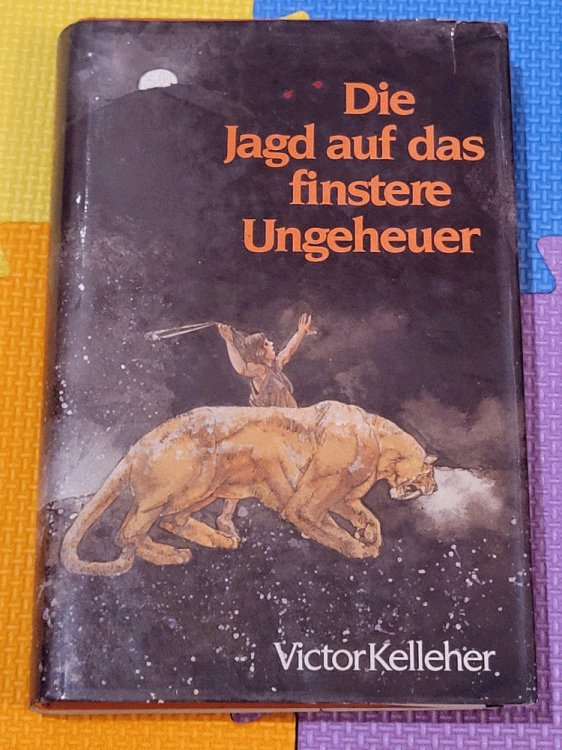 Die
Jagd auf das
finstere
Ungeheuer
Victor Kelleher